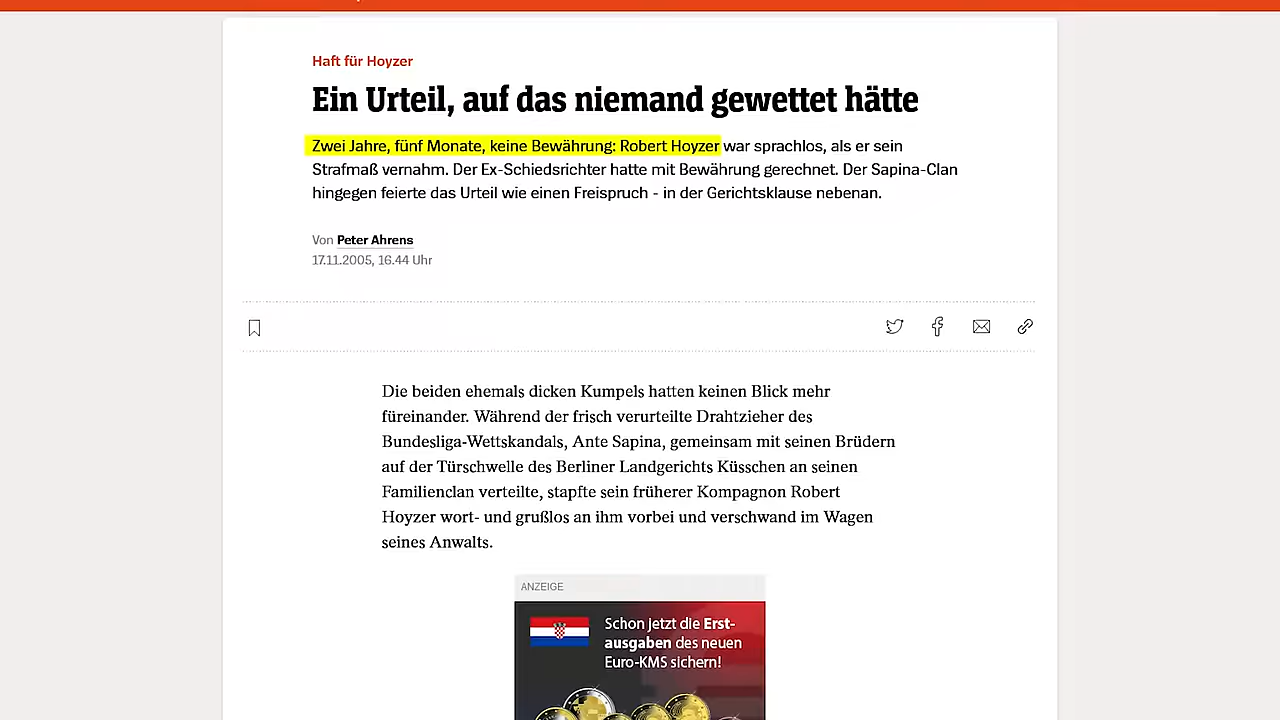 Haft für Hoyzer
Ein Urteil, auf das niemand gewettet hätte
Zwei Jahre, fünf Monate, keine Bewährung: Robert Hoyzer war sprachlos, als er sein
Strafmaß vernahm. Der Ex-Schiedsrichter hatte mit Bewährung gerechnet. Der Sapina-Clan
hingegen feierte das Urteil wie einen Freispruch - in der Gerichtsklause nebenan.
Von Peter Ahrens
17.11.2005, 16.44 Uhr
Die beiden ehemals dicken Kumpels hatten keinen Blick mehr
füreinander. Während der frisch verurteilte Drahtzieher des
Bundesliga-Wettskandals, Ante Sapina, gemeinsam mit seinen Brüdern
auf der Türschwelle des Berliner Landgerichts Küsschen an seinen
Familienclan verteilte, stapfte sein früherer Kompagnon Robert
Hoyzer wort- und grußlos an ihm vorbei und verschwand im Wagen
seines Anwalts.
ANZEIGE
Schon jetzt die Erst-
ausgaben des neuen
Euro-KMS sichern!